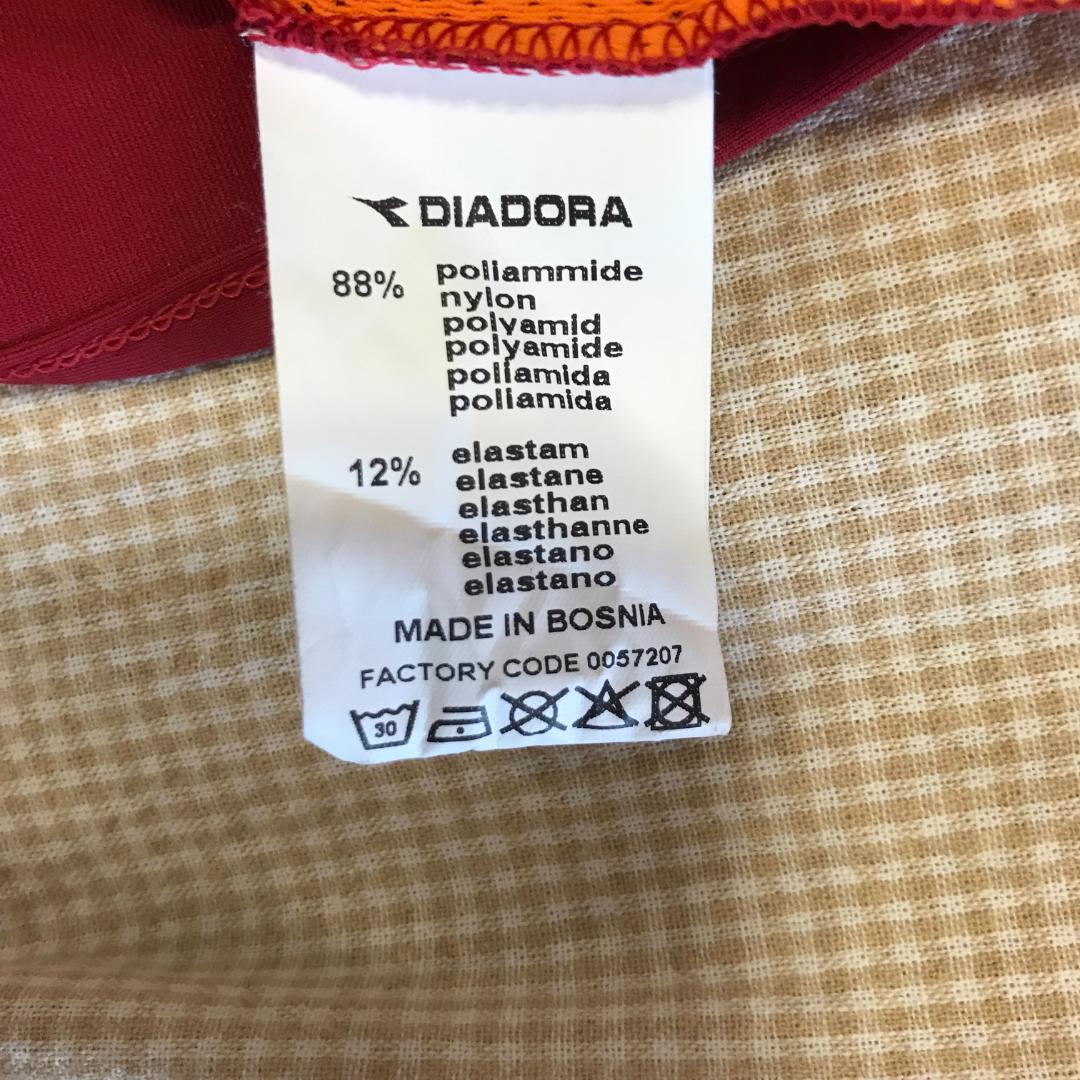 DIADORA
88% poliammide
nylon
polyamid
polyamide
poliamida
poliamida
12% elastam
elastane
elasthan
elasthanne
elastano
elastano
MADE IN BOSNIA
FACTORY CODE 0057207
30